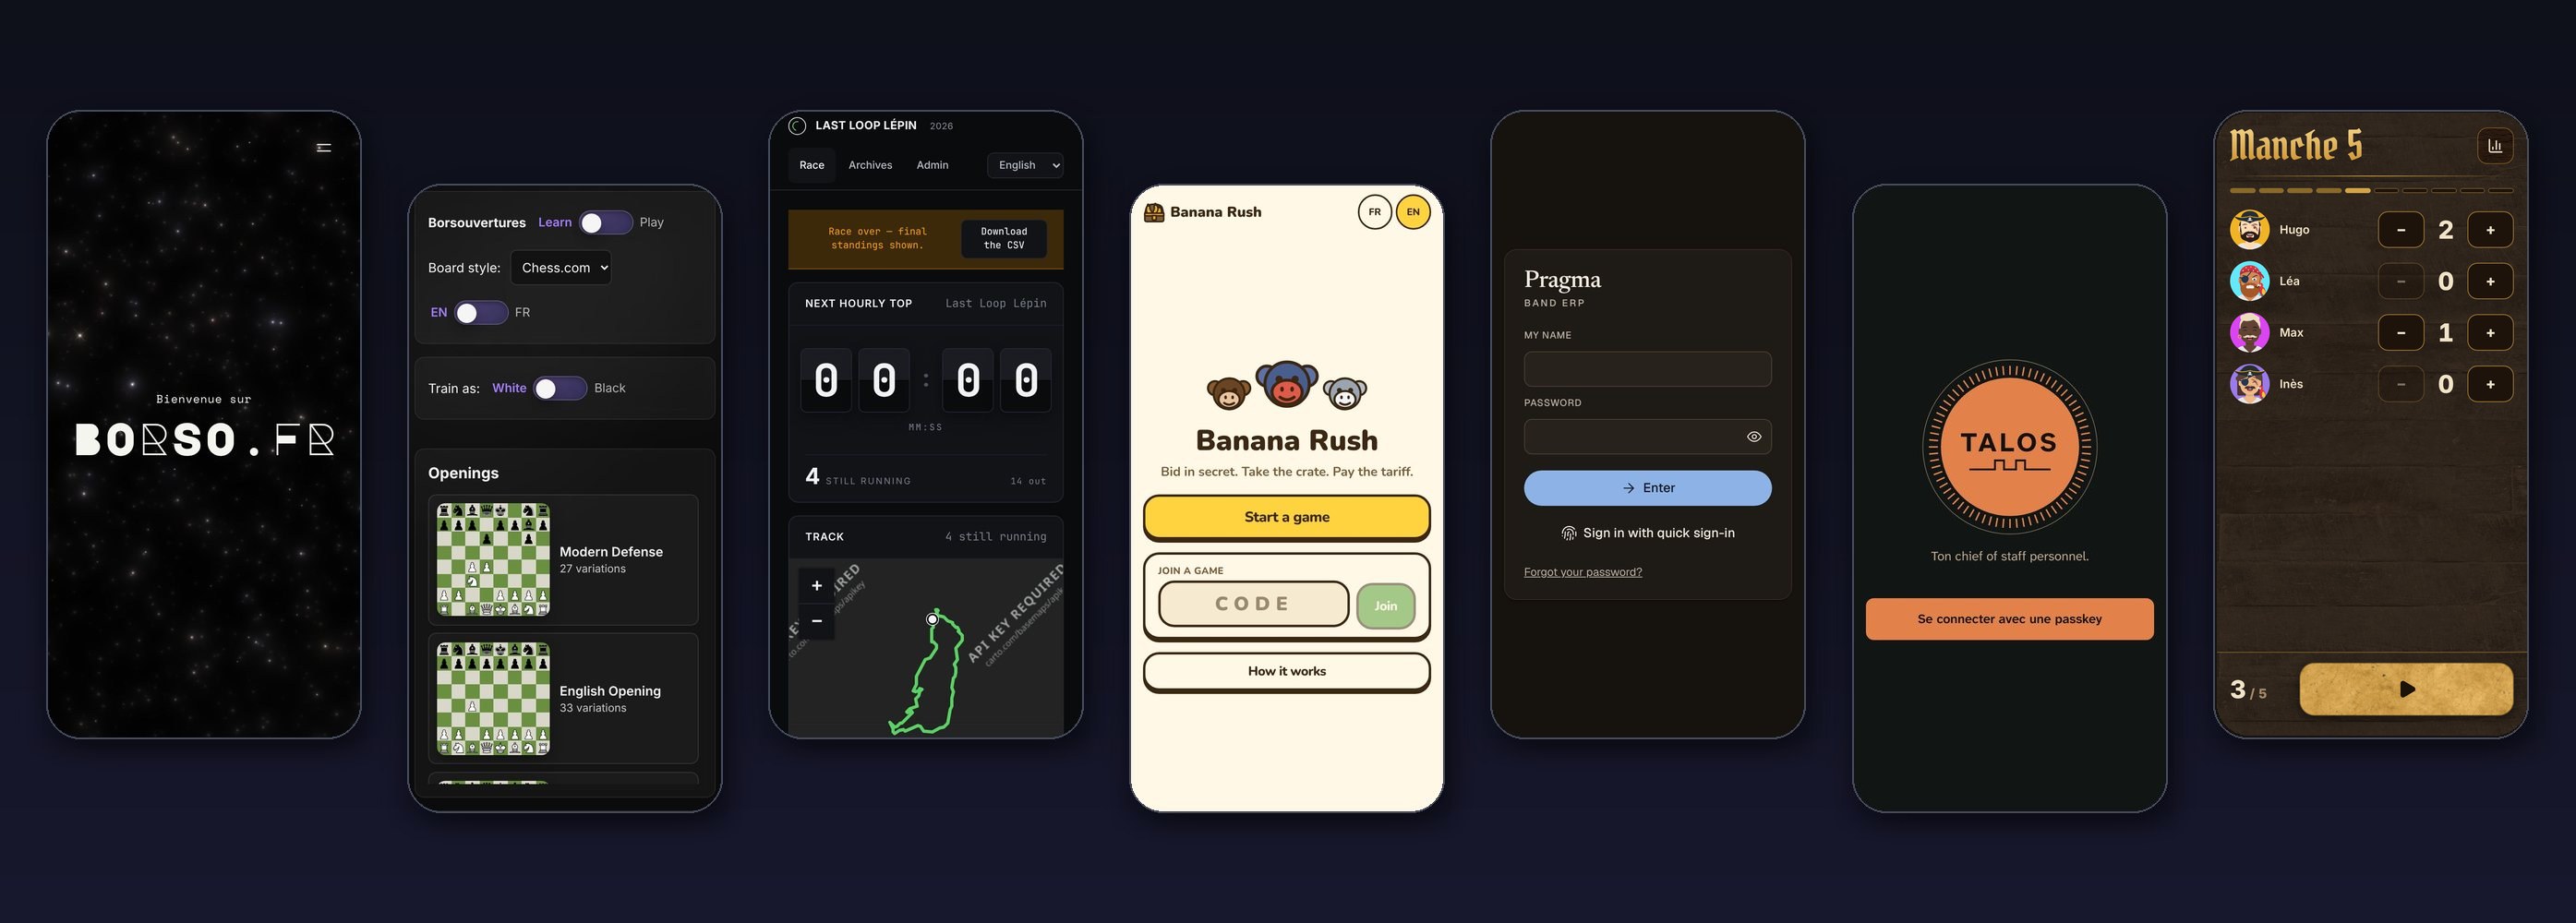 Bienvenue sur
BORSO.FR
Borsouvertures Learn Play
Board style: Chess.com
EN FR
Train as: White Black
Openings
Modern Defense
27 variations
English Opening
33 variations
LAST LOOP LÉPIN 2026
Race Archives Admin English
Race over — final
standings shown.
Download
the CSV
NEXT HOURLY TOP Last Loop Lépin
0 0 : 0 0
MM:SS
4 STILL RUNNING 14 out
TRACK 4 still running
+
−
API KEY REQUIRED
carto.com/basemaps/apik
Banana Rush FR EN
Banana Rush
Bid in secret. Take the crate. Pay the tariff.
Start a game
JOIN A GAME
CODE Join
How it works
Pragma
BAND ERP
MY NAME
PASSWORD
Enter
Sign in with quick sign-in
Forgot your password?
TALOS
Ton chief of staff personnel.
Se connecter avec une passkey
Manche 5
Hugo − 2 +
Léa − 0 +
Max − 1 +
Inès − 0 +
3 / 5